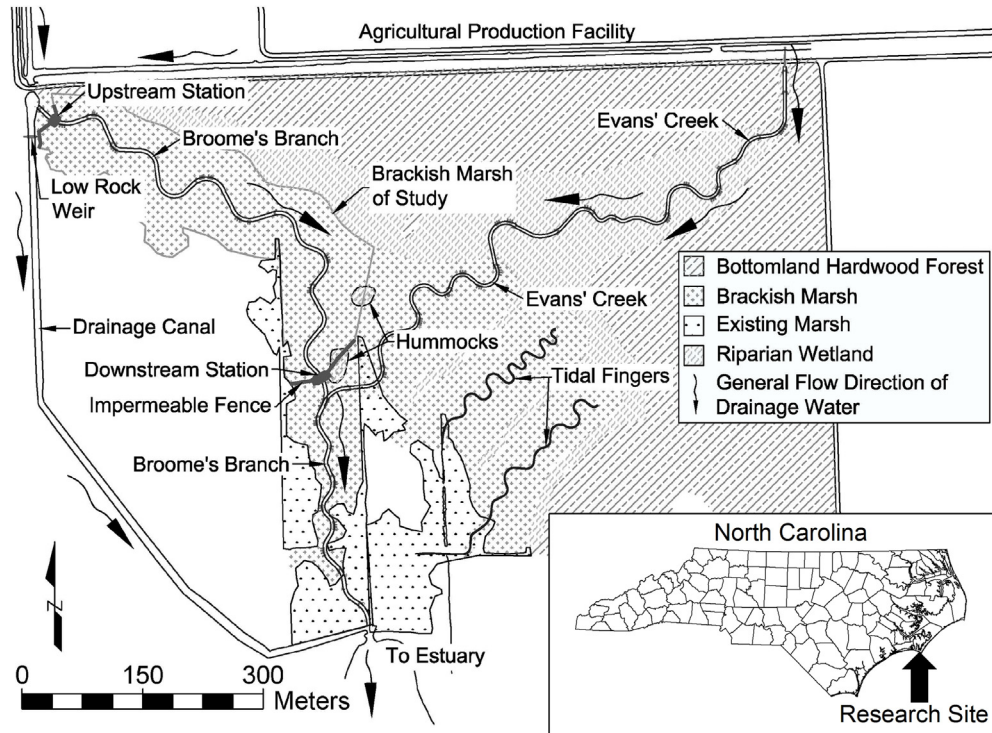 Agricultural Production Facility
Upstream Station
Broome's Branch
Evans' Creek
Brackish Marsh
of Study
Low Rock
Weir
Bottomland Hardwood Forest
Brackish Marsh
Existing Marsh
Riparian Wetland
General Flow Direction of
Drainage Water
Evans' Creek
Drainage Canal
Hummocks
Downstream Station
Tidal Fingers
Impermeable Fence
Broome's Branch
North Carolina
N
To Estuary
0 150 300
Meters
Research Site